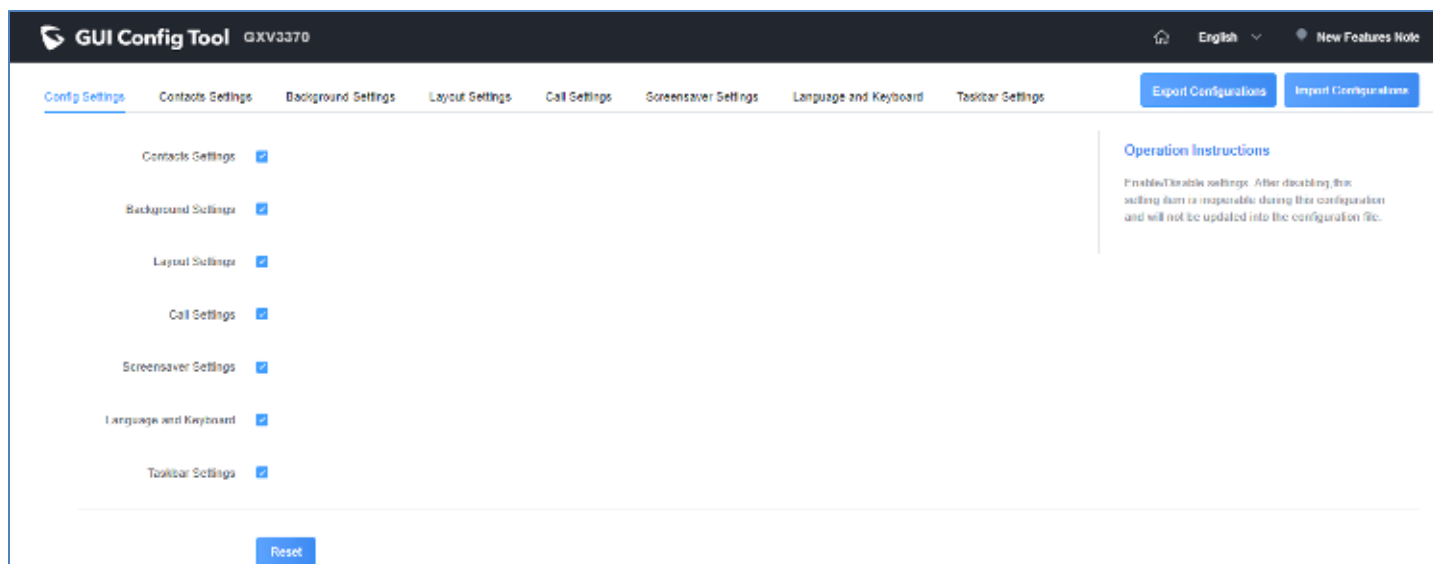 GUI Config Tool GXV3370 English New Features Note
Config Settings Contacts Settings Background Settings Layout Settings Call Settings Screensaver Settings Language and Keyboard Taskbar Settings Export Configurations Import Configurations
Contacts Settings
Background Settings
Layout Settings
Call Settings
Screensaver Settings
Language and Keyboard
Taskbar Settings
Reset
Operation Instructions
Enable/Disable settings. After disabling,this
setting item is inoperable during this configuration
and will not be updated into the configuration file.